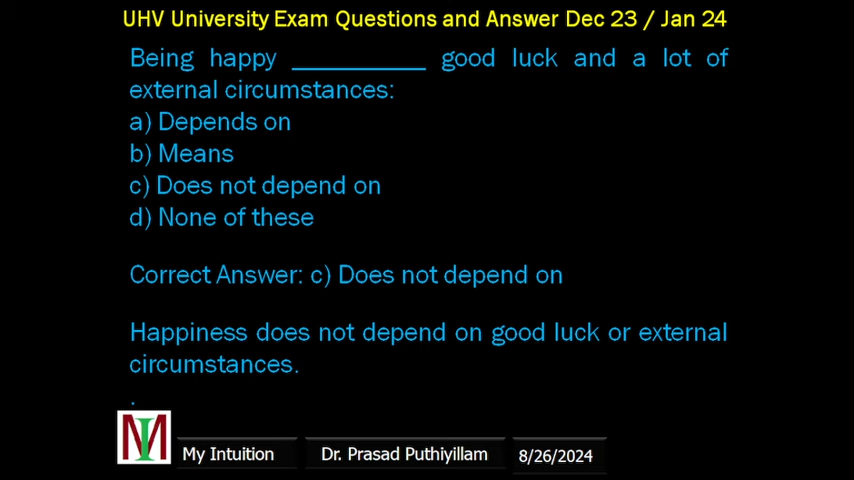 UHV University Exam Questions and Answer Dec 23 / Jan 24
Being happy ___________ good luck and a lot of
external circumstances:
a) Depends on
b) Means
c) Does not depend on
d) None of these
Correct Answer: c) Does not depend on
Happiness does not depend on good luck or external
circumstances.
.
MI
My Intuition
Dr. Prasad Puthiyillam
8/26/2024